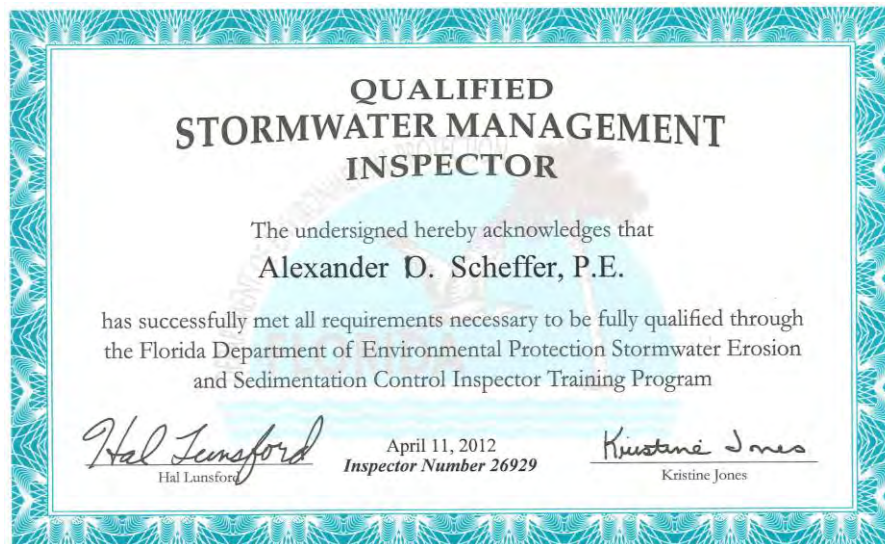 QUALIFIED
STORMWATER MANAGEMENT
INSPECTOR
The undersigned hereby acknowledges that
Alexander D. Scheffer, P.E.
has successfully met all requirements necessary to be fully qualified through
the Florida Department of Environmental Protection Stormwater Erosion
and Sedimentation Control Inspector Training Program
Hal Lunsford
Hal Lunsford
April 11, 2012
Inspector Number 26929
Kristine Jones
Kristine Jones
FLORIDA